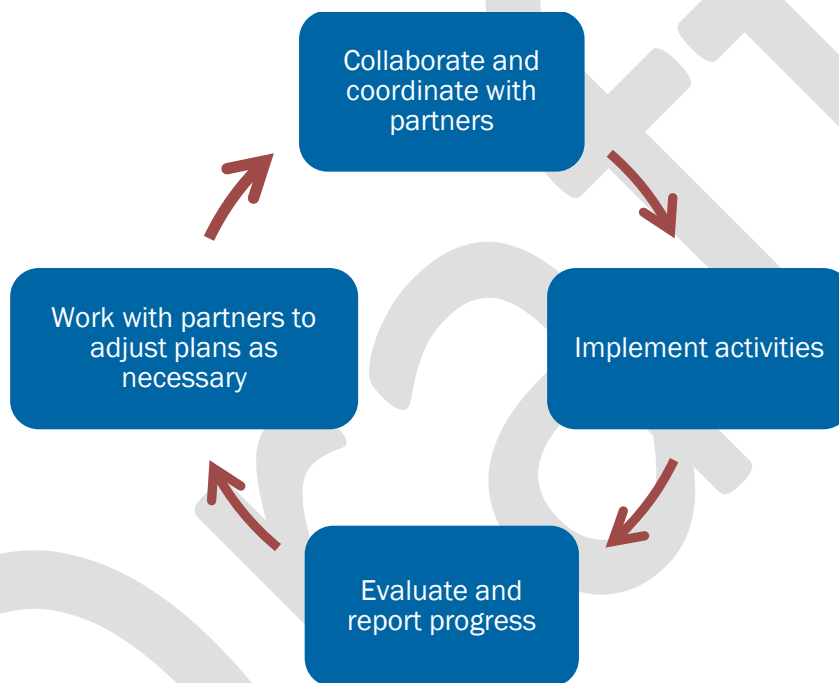 Collaborate and
coordinate with
partners
Work with partners to
adjust plans as
necessary
Implement activities
Evaluate and
report progress
Draft